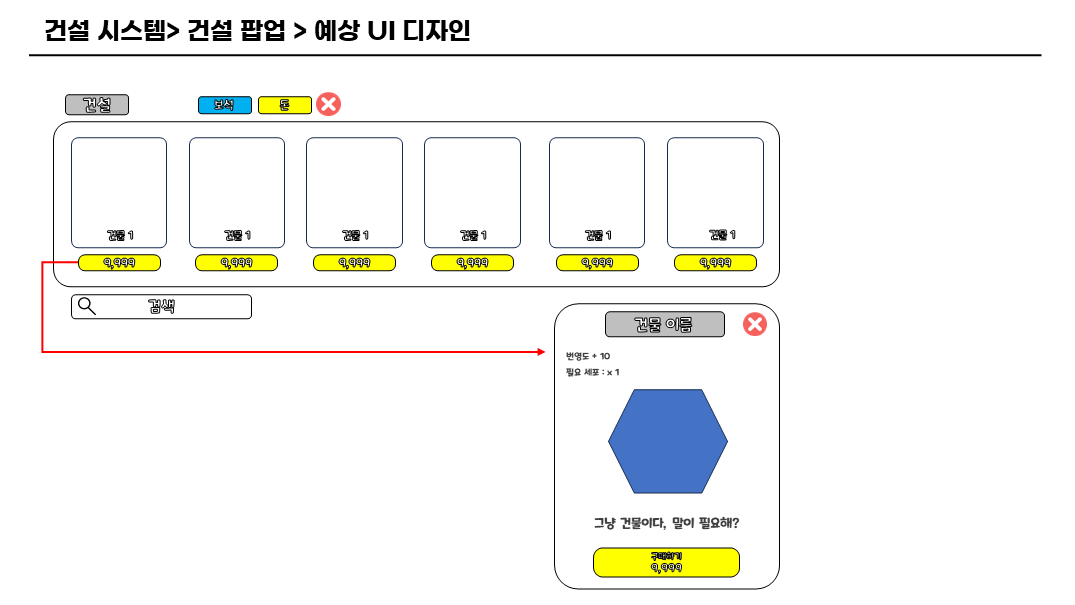 건설 시스템> 건설 팝업 > 예상 UI 디자인
건설
보석
돈
건물 1
건물 1
건물 1
건물 1
건물 1
건물 1
9,999
9,999
9,999
9,999
9,999
9,999
검색
건물 이름
번영도 + 10
필요 세포 : x 1
그냥 건물이다, 말이 필요해?
구매하기
9,999